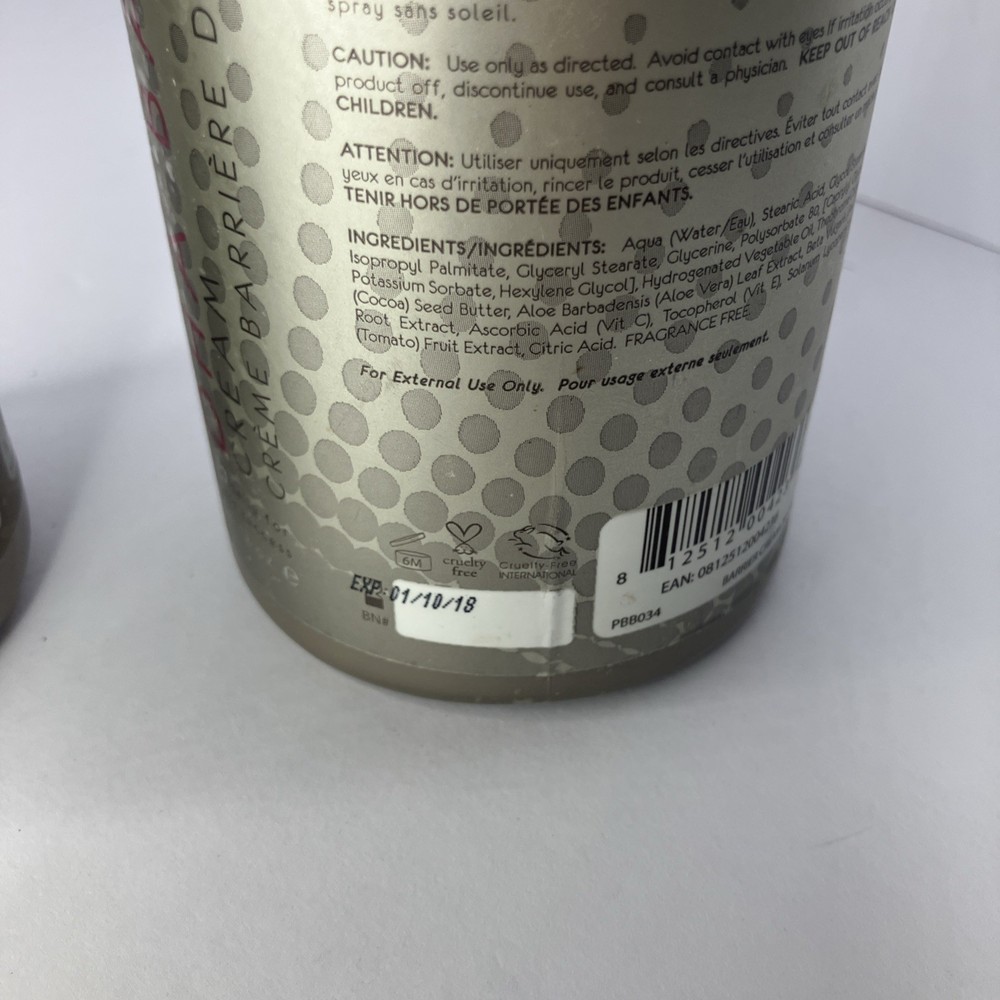 spray sans soleil.
CAUTION: Use only as directed. Avoid contact with eyes If irritation
product off, discontinue use, and consult a physician. KEEP OUT OF REACH
CHILDREN.
ATTENTION: Utiliser uniquement selon les directives. Éviter tout contact
yeux en cas d'irritation, rincer le produit, cesser l'utilisation et consulter
TENIR HORS DE PORTÉE DES ENFANTS.
INGREDIENTS/INGRÉDIENTS: Aqua (Water/Eau), Stearic Acid,
Isopropyl Palmitate, Glyceryl Stearate, Glycerine, Polysorbate 80,
Potassium Sorbate, Hexylene Glycol], Hydrogenated Vegetable Oil,
(Cocoa) Seed Butter, Aloe Barbadensis (Aloe Vera) Leaf Extract, Beta
Root Extract, Ascorbic Acid (Vit C), Tocopherol (Vit E), Solanum
(Tomato) Fruit Extract, Citric Acid. FRAGRANCE FREE
For External Use Only. Pour usage externe seulement.
CREAM
CRÈME BARRIÈRE D
6M
cruelty
free
Cruelty-Free
INTERNATIONAL
EXP: 01/10/18
BN#
8 12512 004
EAN: 081251200423
BARRIER
PBB034